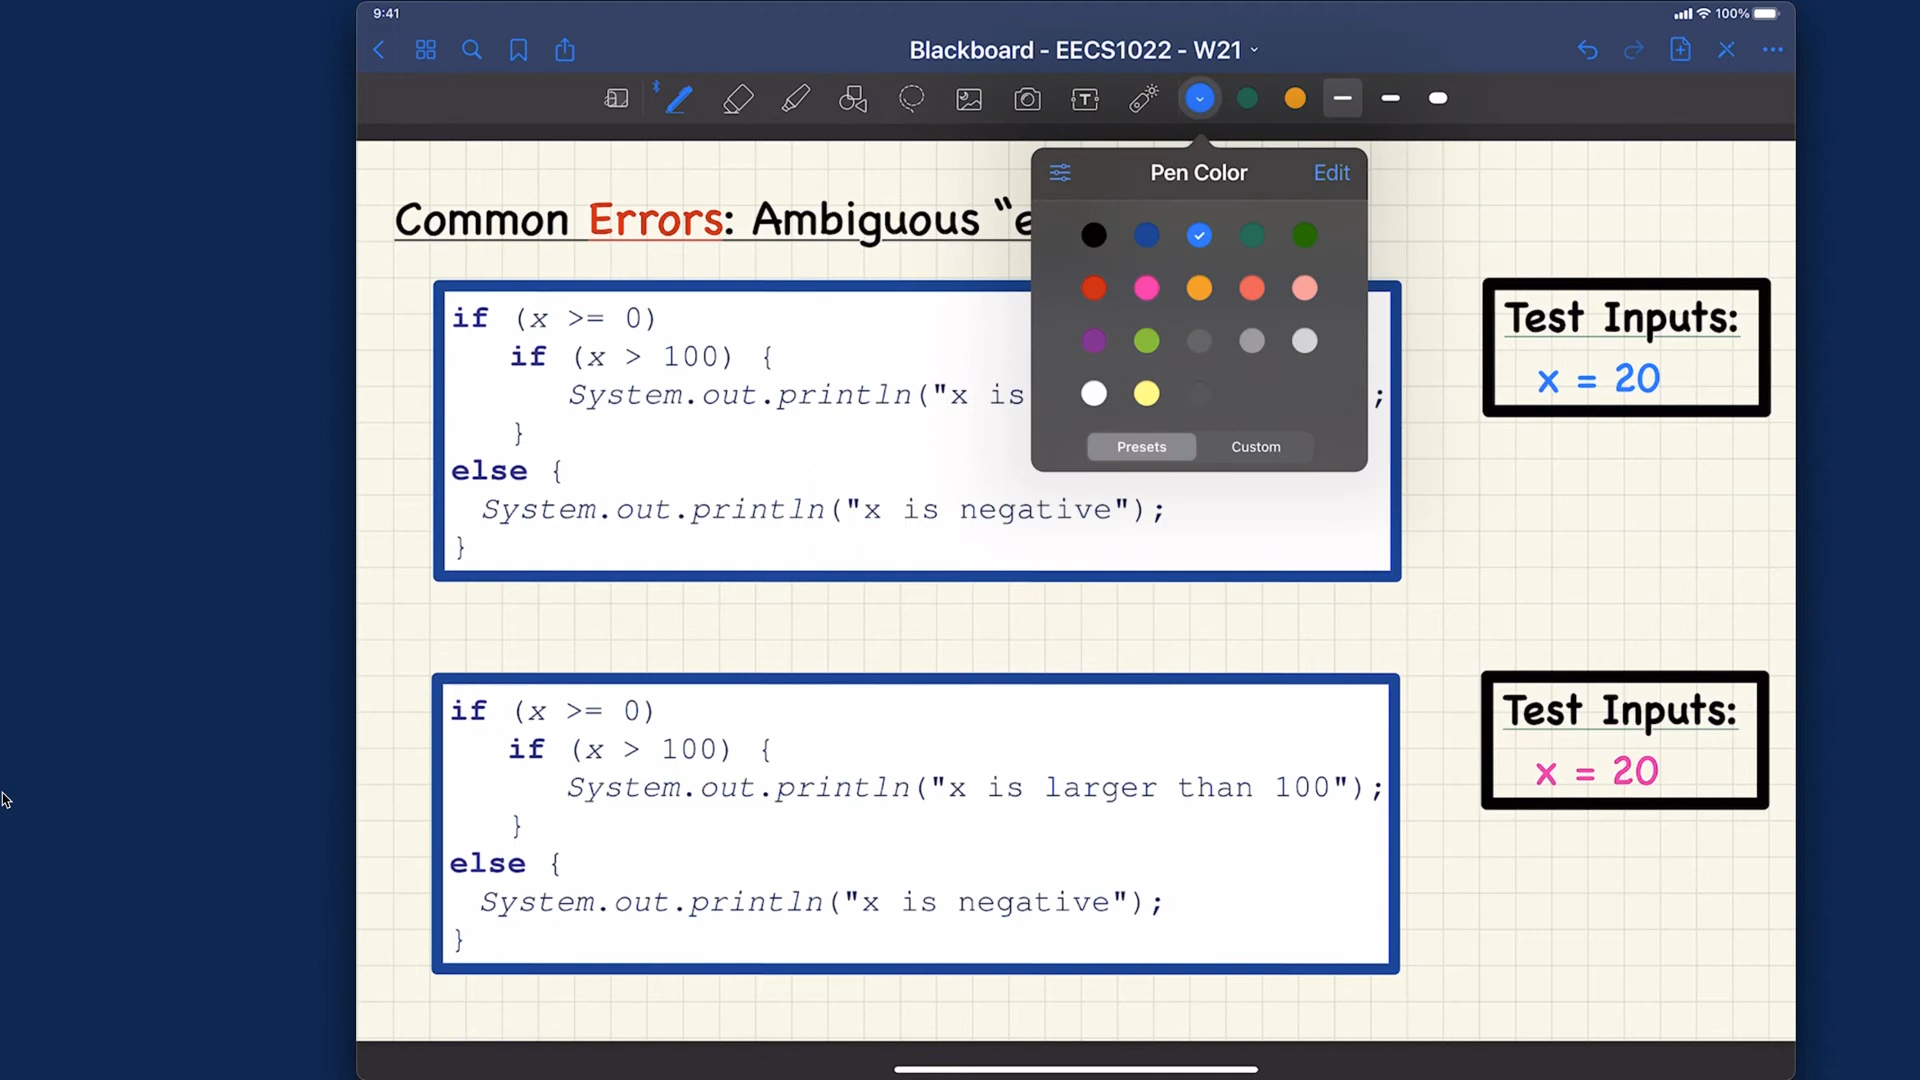 9:41
100%
Blackboard - EECS1022 - W21
Pen Color
Edit
Presets
Custom
Common Errors: Ambiguous "e
if (x >= 0)
if (x > 100) {
System.out.println("x is
;
}
else {
System.out.println("x is negative");
}
Test Inputs:
x = 20
if (x >= 0)
if (x > 100) {
System.out.println("x is larger than 100");
}
else {
System.out.println("x is negative");
}
Test Inputs:
x = 20